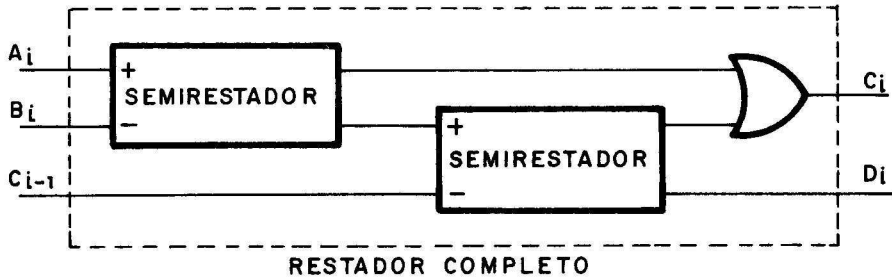 Ai
+
SEMIRESTADOR
Ci
Bi
−
+
SEMIRESTADOR
Ci-1
−
Di
RESTADOR COMPLETO